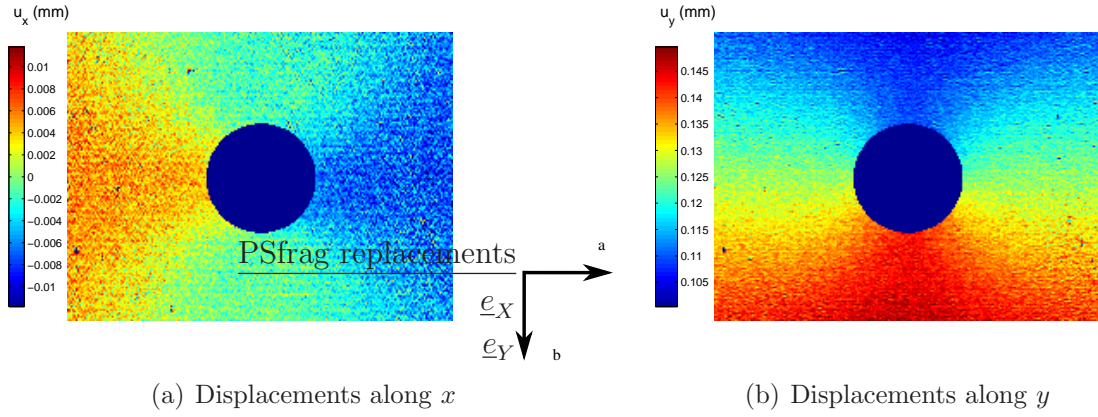 u_x (mm)
0.01
0.008
0.006
0.004
0.002
0
−0.002
−0.004
−0.006
−0.008
−0.01
PSfrag replacements
a
e_X
e_Y
b
u_y (mm)
0.145
0.14
0.135
0.13
0.125
0.12
0.115
0.11
0.105
(a) Displacements along x
(b) Displacements along y